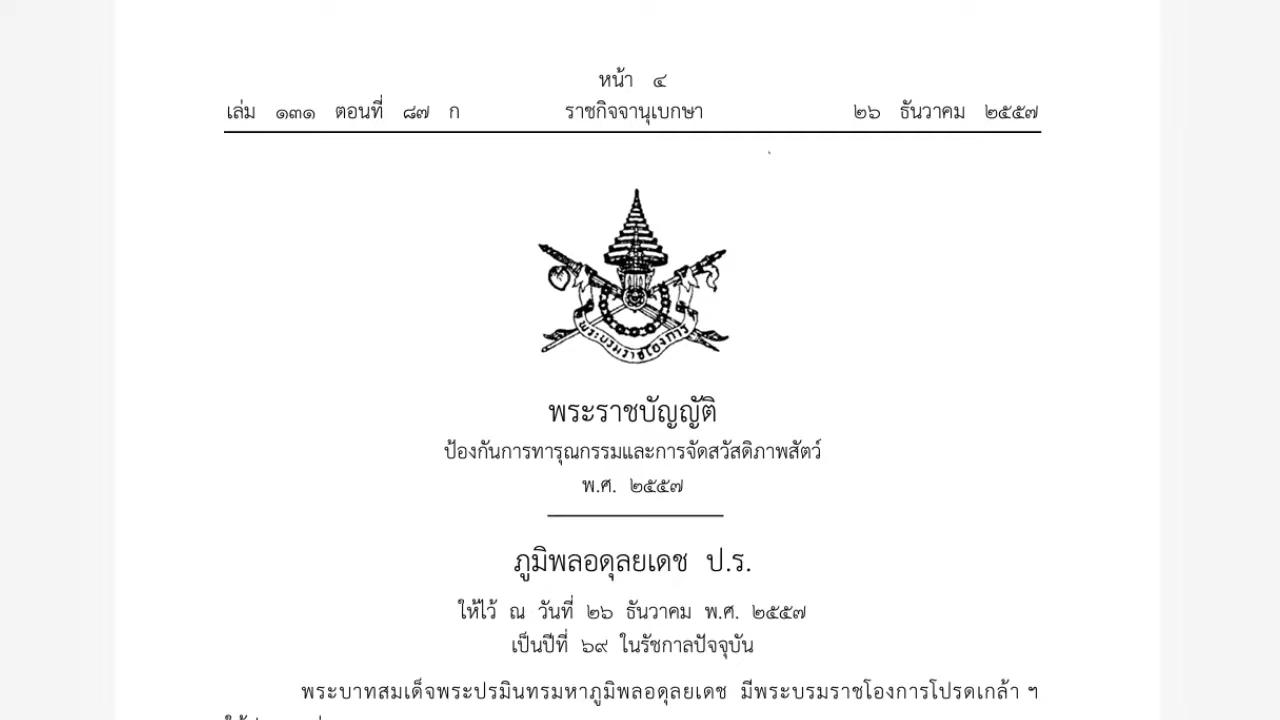 หน้า ๔
เล่ม ๑๓๑ ตอนที่ ๘๗ ก ราชกิจจานุเบกษา ๒๖ ธันวาคม ๒๕๕๗
พระบรมราชโองการ
พระราชบัญญัติ
ป้องกันการทารุณกรรมและการจัดสวัสดิภาพสัตว์
พ.ศ. ๒๕๕๗
ภูมิพลอดุลยเดช ป.ร.
ให้ไว้ ณ วันที่ ๒๖ ธันวาคม พ.ศ. ๒๕๕๗
เป็นปีที่ ๖๙ ในรัชกาลปัจจุบัน
พระบาทสมเด็จพระปรมินทรมหาภูมิพลอดุลยเดช มีพระบรมราชโองการโปรดเกล้า ฯ